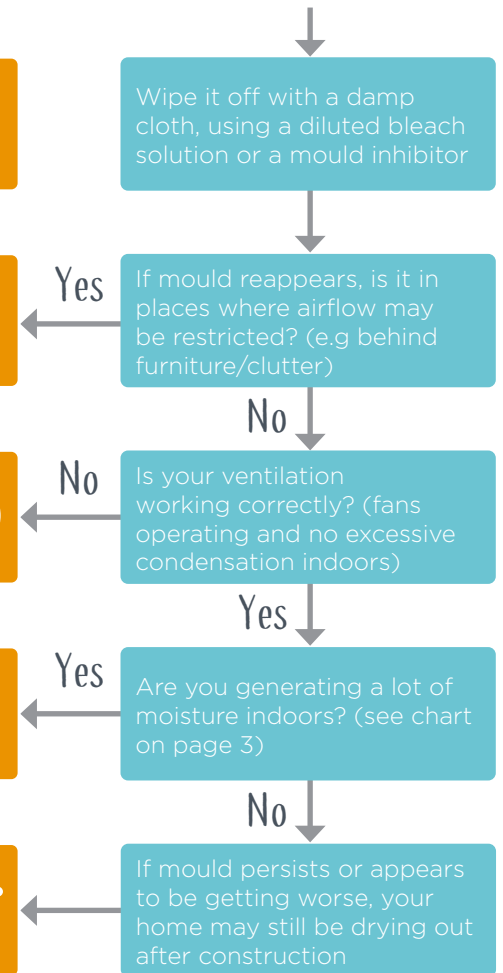 Wipe it off with a damp
cloth, using a diluted bleach
solution or a mould inhibitor
Yes
If mould reappears, is it in
places where airflow may
be restricted? (e.g behind
furniture/clutter)
No
No
Is your ventilation
working correctly? (fans
operating and no excessive
condensation indoors)
Yes
Yes
Are you generating a lot of
moisture indoors? (see chart
on page 3)
No
If mould persists or appears
to be getting worse, your
home may still be drying out
after construction